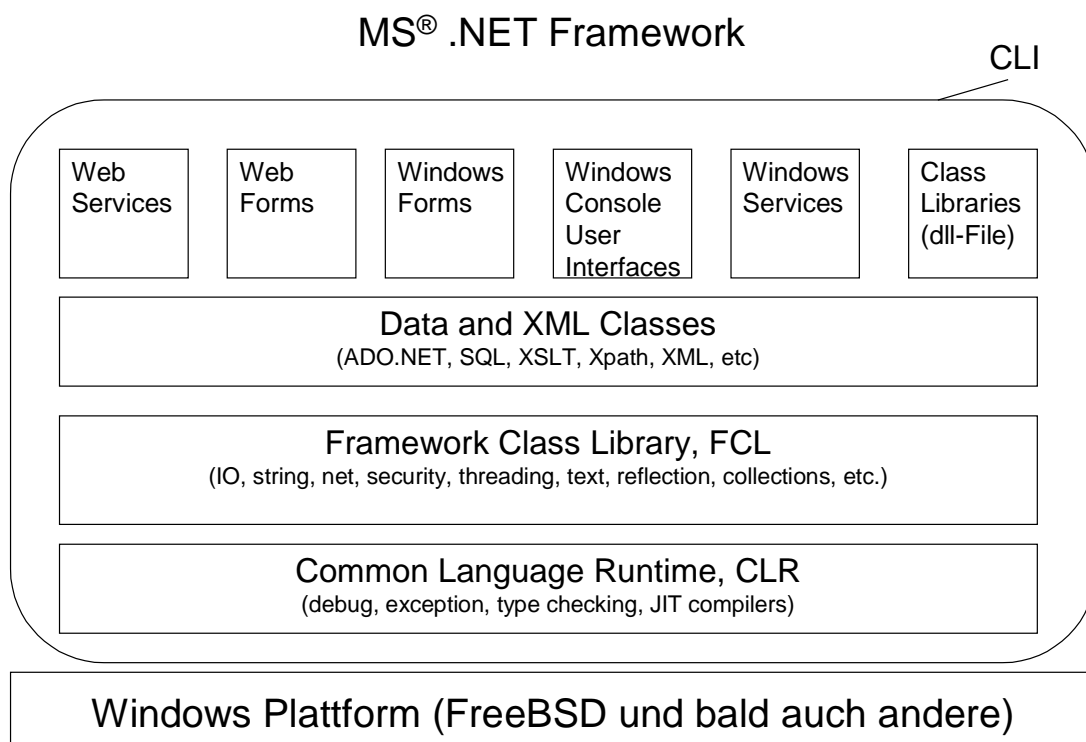 MS® .NET Framework
CLI
Web
Services
Web
Forms
Windows
Forms
Windows
Console
User
Interfaces
Windows
Services
Class
Libraries
(dll-File)
Data and XML Classes
(ADO.NET, SQL, XSLT, Xpath, XML, etc)
Framework Class Library, FCL
(IO, string, net, security, threading, text, reflection, collections, etc.)
Common Language Runtime, CLR
(debug, exception, type checking, JIT compilers)
Windows Plattform (FreeBSD und bald auch andere)